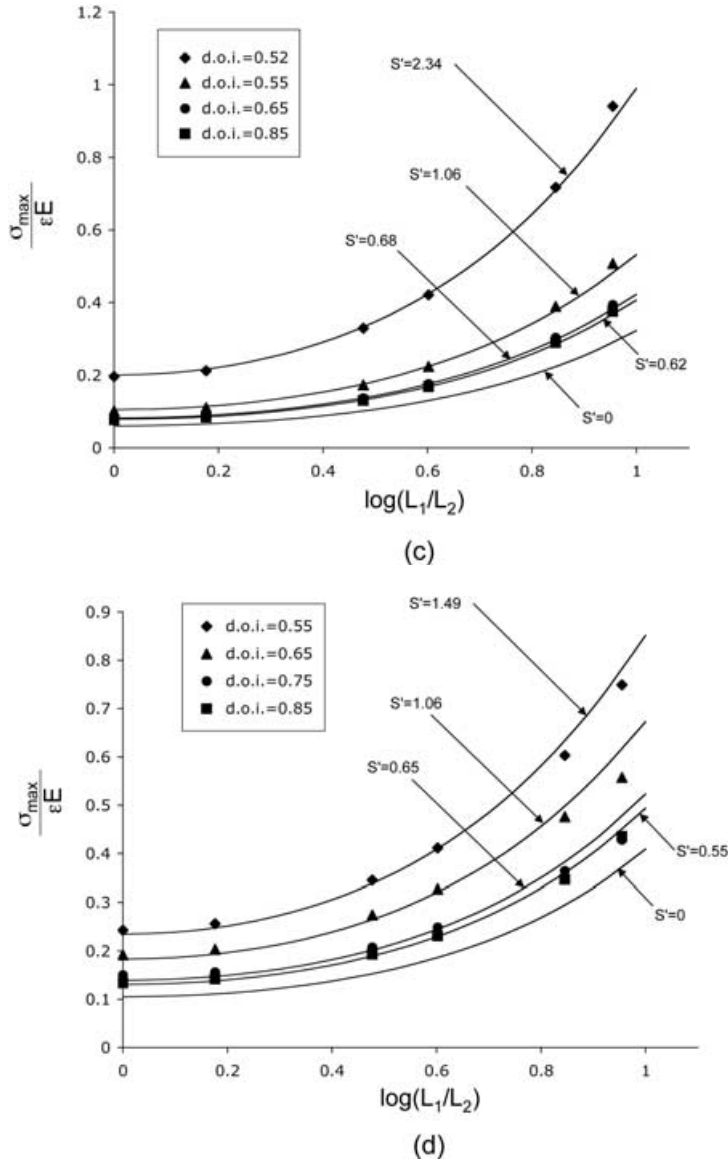 1.2
1
0.8
0.6
0.4
0.2
0
d.o.i.=0.52
d.o.i.=0.55
d.o.i.=0.65
d.o.i.=0.85
S'=2.34
S'=1.06
S'=0.68
S'=0.62
S'=0
σmax
εE
0 0.2 0.4 0.6 0.8 1
log(L₁/L₂)
(c)
0.9
0.8
0.7
0.6
0.5
0.4
0.3
0.2
0.1
0
d.o.i.=0.55
d.o.i.=0.65
d.o.i.=0.75
d.o.i.=0.85
S'=1.49
S'=1.06
S'=0.65
S'=0.55
S'=0
σmax
εE
0 0.2 0.4 0.6 0.8 1
log(L₁/L₂)
(d)